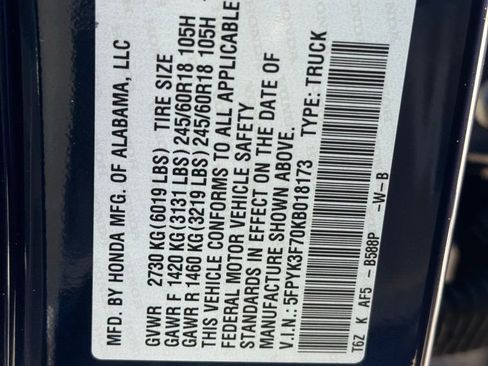 MFD. BY HONDA MFG. OF ALABAMA, LLC
GVWR 2730 KG(6019 LBS) TIRE SIZE
GAWR F 1420 KG(3131 LBS) 245/60R18 105H
GAWR R 1460 KG(3219 LBS) 245/60R18 105H
THIS VEHICLE CONFORMS TO ALL APPLICABLE
FEDERAL MOTOR VEHICLE SAFETY
STANDARDS IN EFFECT ON THE DATE OF
MANUFACTURE SHOWN ABOVE.
V.I.N.: 5FPYK3F70KB018173 TYPE: TRUCK
T6Z K AF5 - B588P -W-B